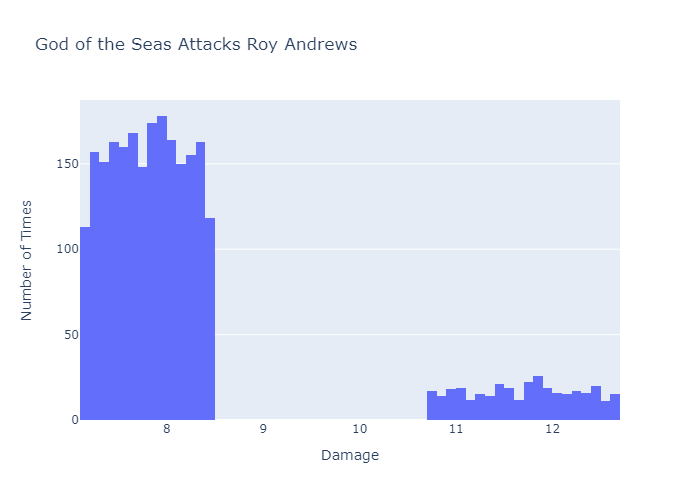 God of the Seas Attacks Roy Andrews
Number of Times
150
100
50
0
8 9 10 11 12
Damage